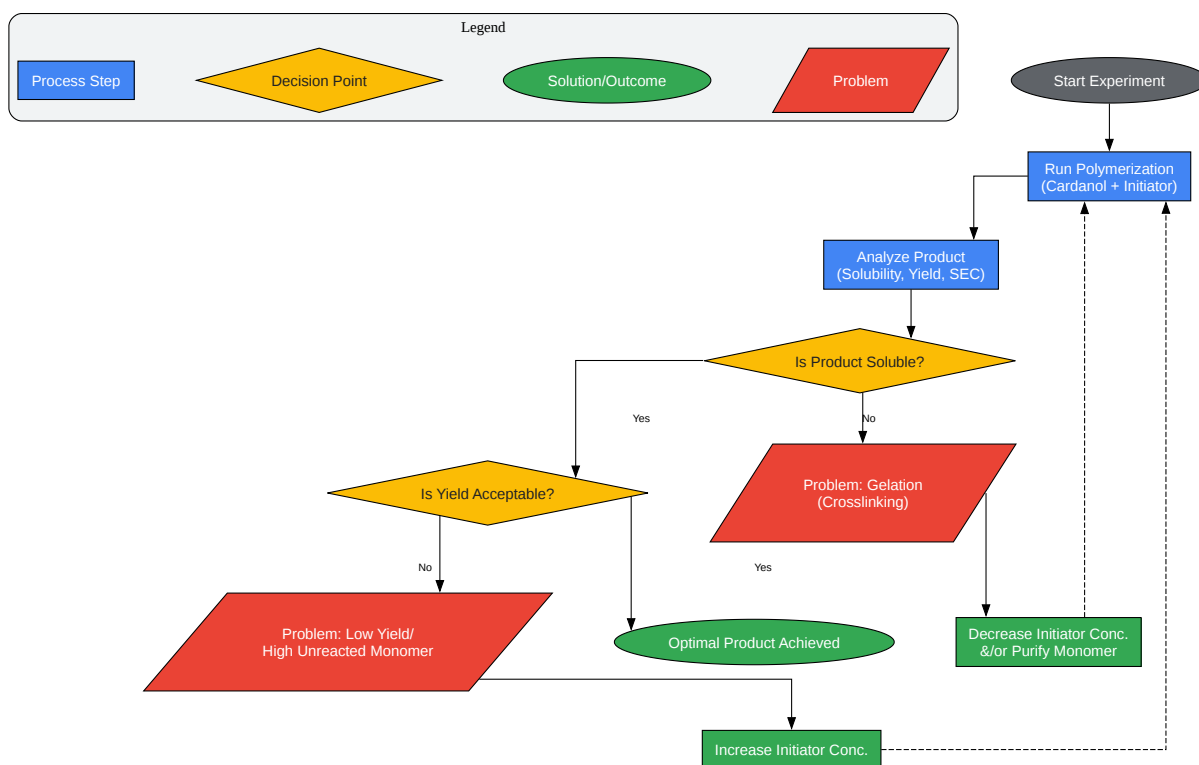 Legend
Process Step
Decision Point
Solution/Outcome
Problem
Start Experiment
Run Polymerization
(Cardanol + Initiator)
Analyze Product
(Solubility, Yield, SEC)
Is Product Soluble?
Yes
No
Is Yield Acceptable?
Problem: Gelation
(Crosslinking)
No
Yes
Problem: Low Yield/
High Unreacted Monomer
Optimal Product Achieved
Decrease Initiator Conc.
&/or Purify Monomer
Increase Initiator Conc.